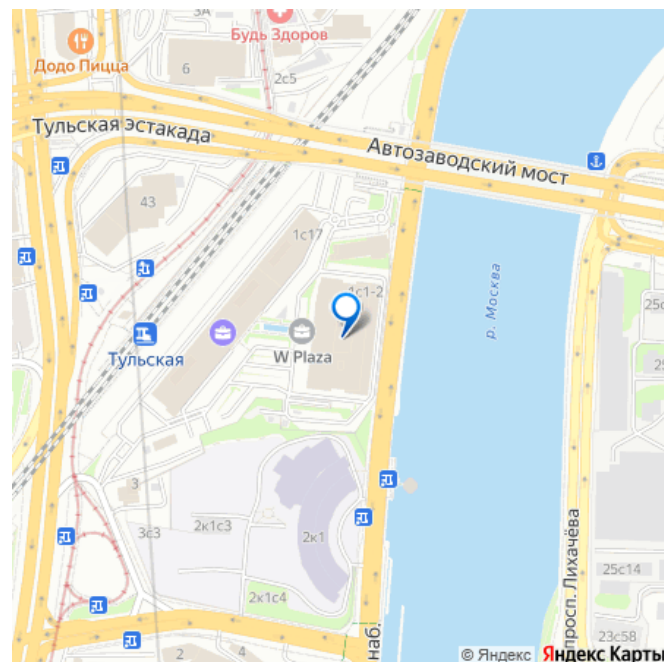 3А
Будь Здоров
Додо Пицца
6
2с5
Тульская эстакада
Автозаводский мост
43
1с17
1с1-2
р. Москва
Тульская
W Plaza
3
3с3
2к1с3
2к1
2к1с4
2
4
наб.
просп. Лихачёва
25с14
23с58
© Яндекс Яндекс Карты